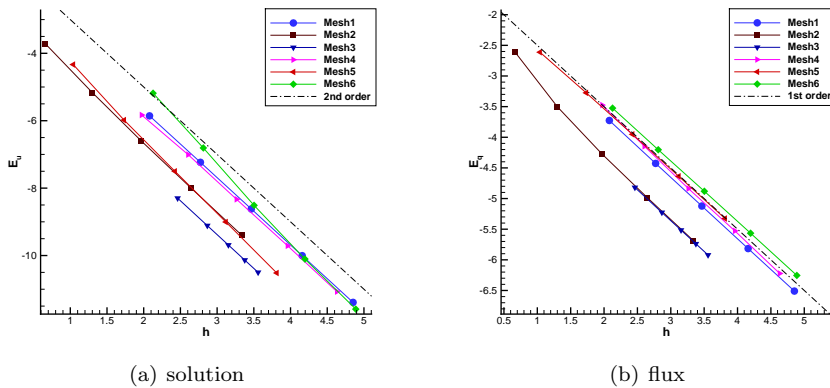 Mesh1
Mesh2
Mesh3
Mesh4
Mesh5
Mesh6
2nd order
-4
-6
-8
-10
E_u
1 1.5 2 2.5 3 3.5 4 4.5 5
h
(a) solution
Mesh1
Mesh2
Mesh3
Mesh4
Mesh5
Mesh6
1st order
-2
-2.5
-3
-3.5
-4
-4.5
-5
-5.5
-6
-6.5
E_q
0.5 1 1.5 2 2.5 3 3.5 4 4.5 5
h
(b) flux